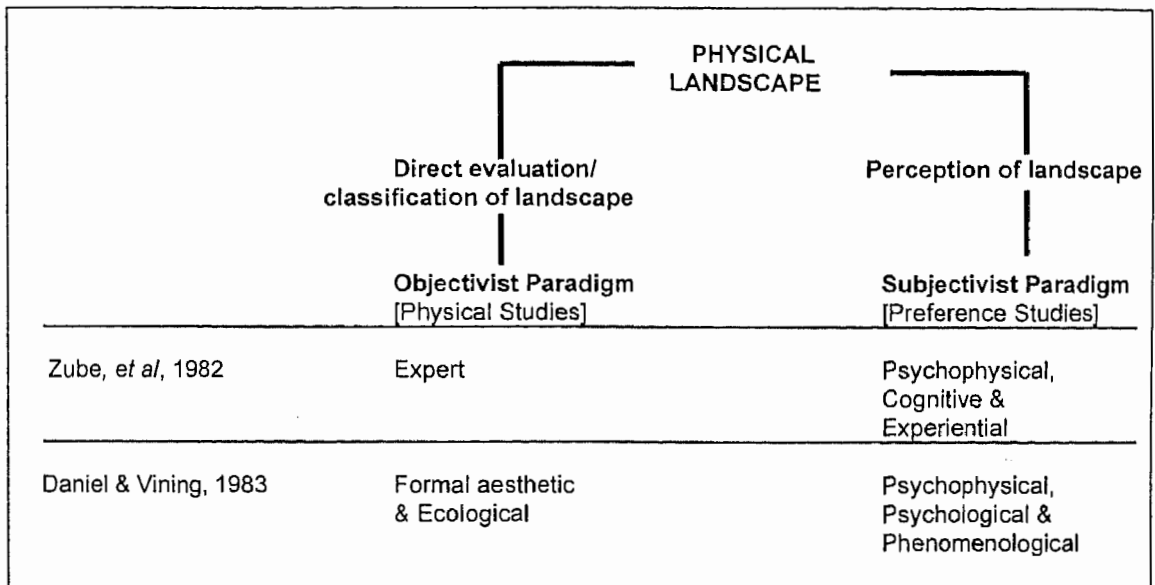 PHYSICAL
LANDSCAPE
Direct evaluation/
classification of landscape
Perception of landscape
Objectivist Paradigm
[Physical Studies]
Subjectivist Paradigm
[Preference Studies]
Zube, et al, 1982
Expert
Psychophysical,
Cognitive &
Experiential
Daniel & Vining, 1983
Formal aesthetic
& Ecological
Psychophysical,
Psychological &
Phenomenological